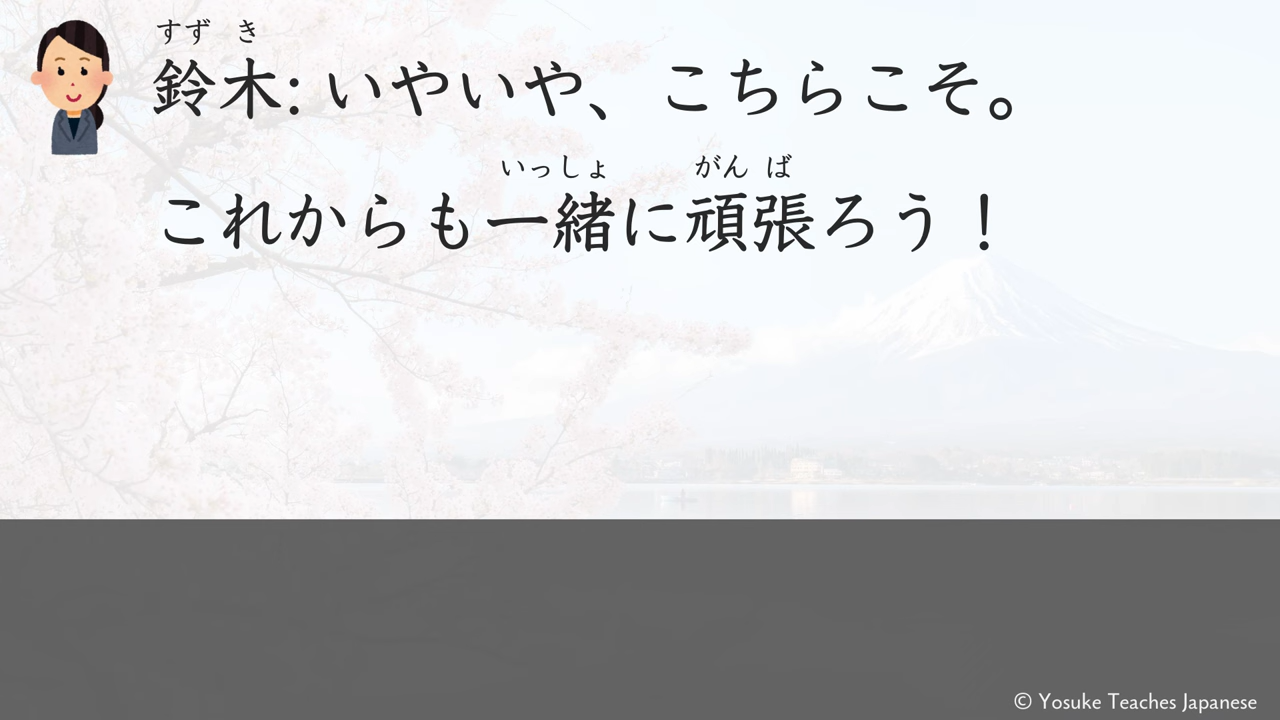 すず き
鈴木: いやいや、こちらこそ。
いっしょ がん ば
これからも一緒に頑張ろう！
© Yosuke Teaches Japanese